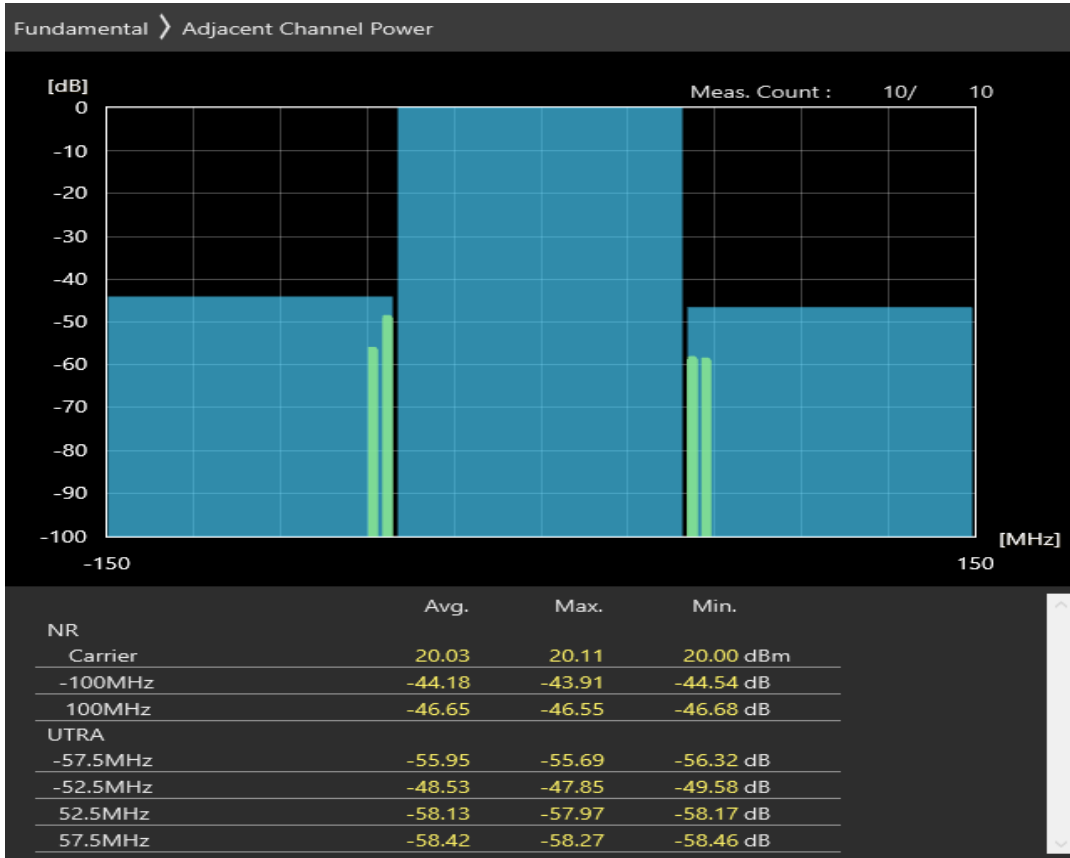 Fundamental 〉 Adjacent Channel Power
[dB]
Meas. Count : 10/ 10
0
-10
-20
-30
-40
-50
-60
-70
-80
-90
-100
[MHz]
-150 150
Avg. Max. Min.
NR
Carrier 20.03 20.11 20.00 dBm
-100MHz -44.18 -43.91 -44.54 dB
100MHz -46.65 -46.55 -46.68 dB
UTRA
-57.5MHz -55.95 -55.69 -56.32 dB
-52.5MHz -48.53 -47.85 -49.58 dB
52.5MHz -58.13 -57.97 -58.17 dB
57.5MHz -58.42 -58.27 -58.46 dB